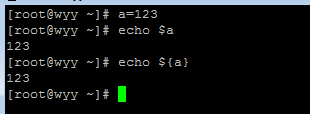 [root@wyy ~]# a=123
[root@wyy ~]# echo $a
123
[root@wyy ~]# echo ${a}
123
[root@wyy ~]#